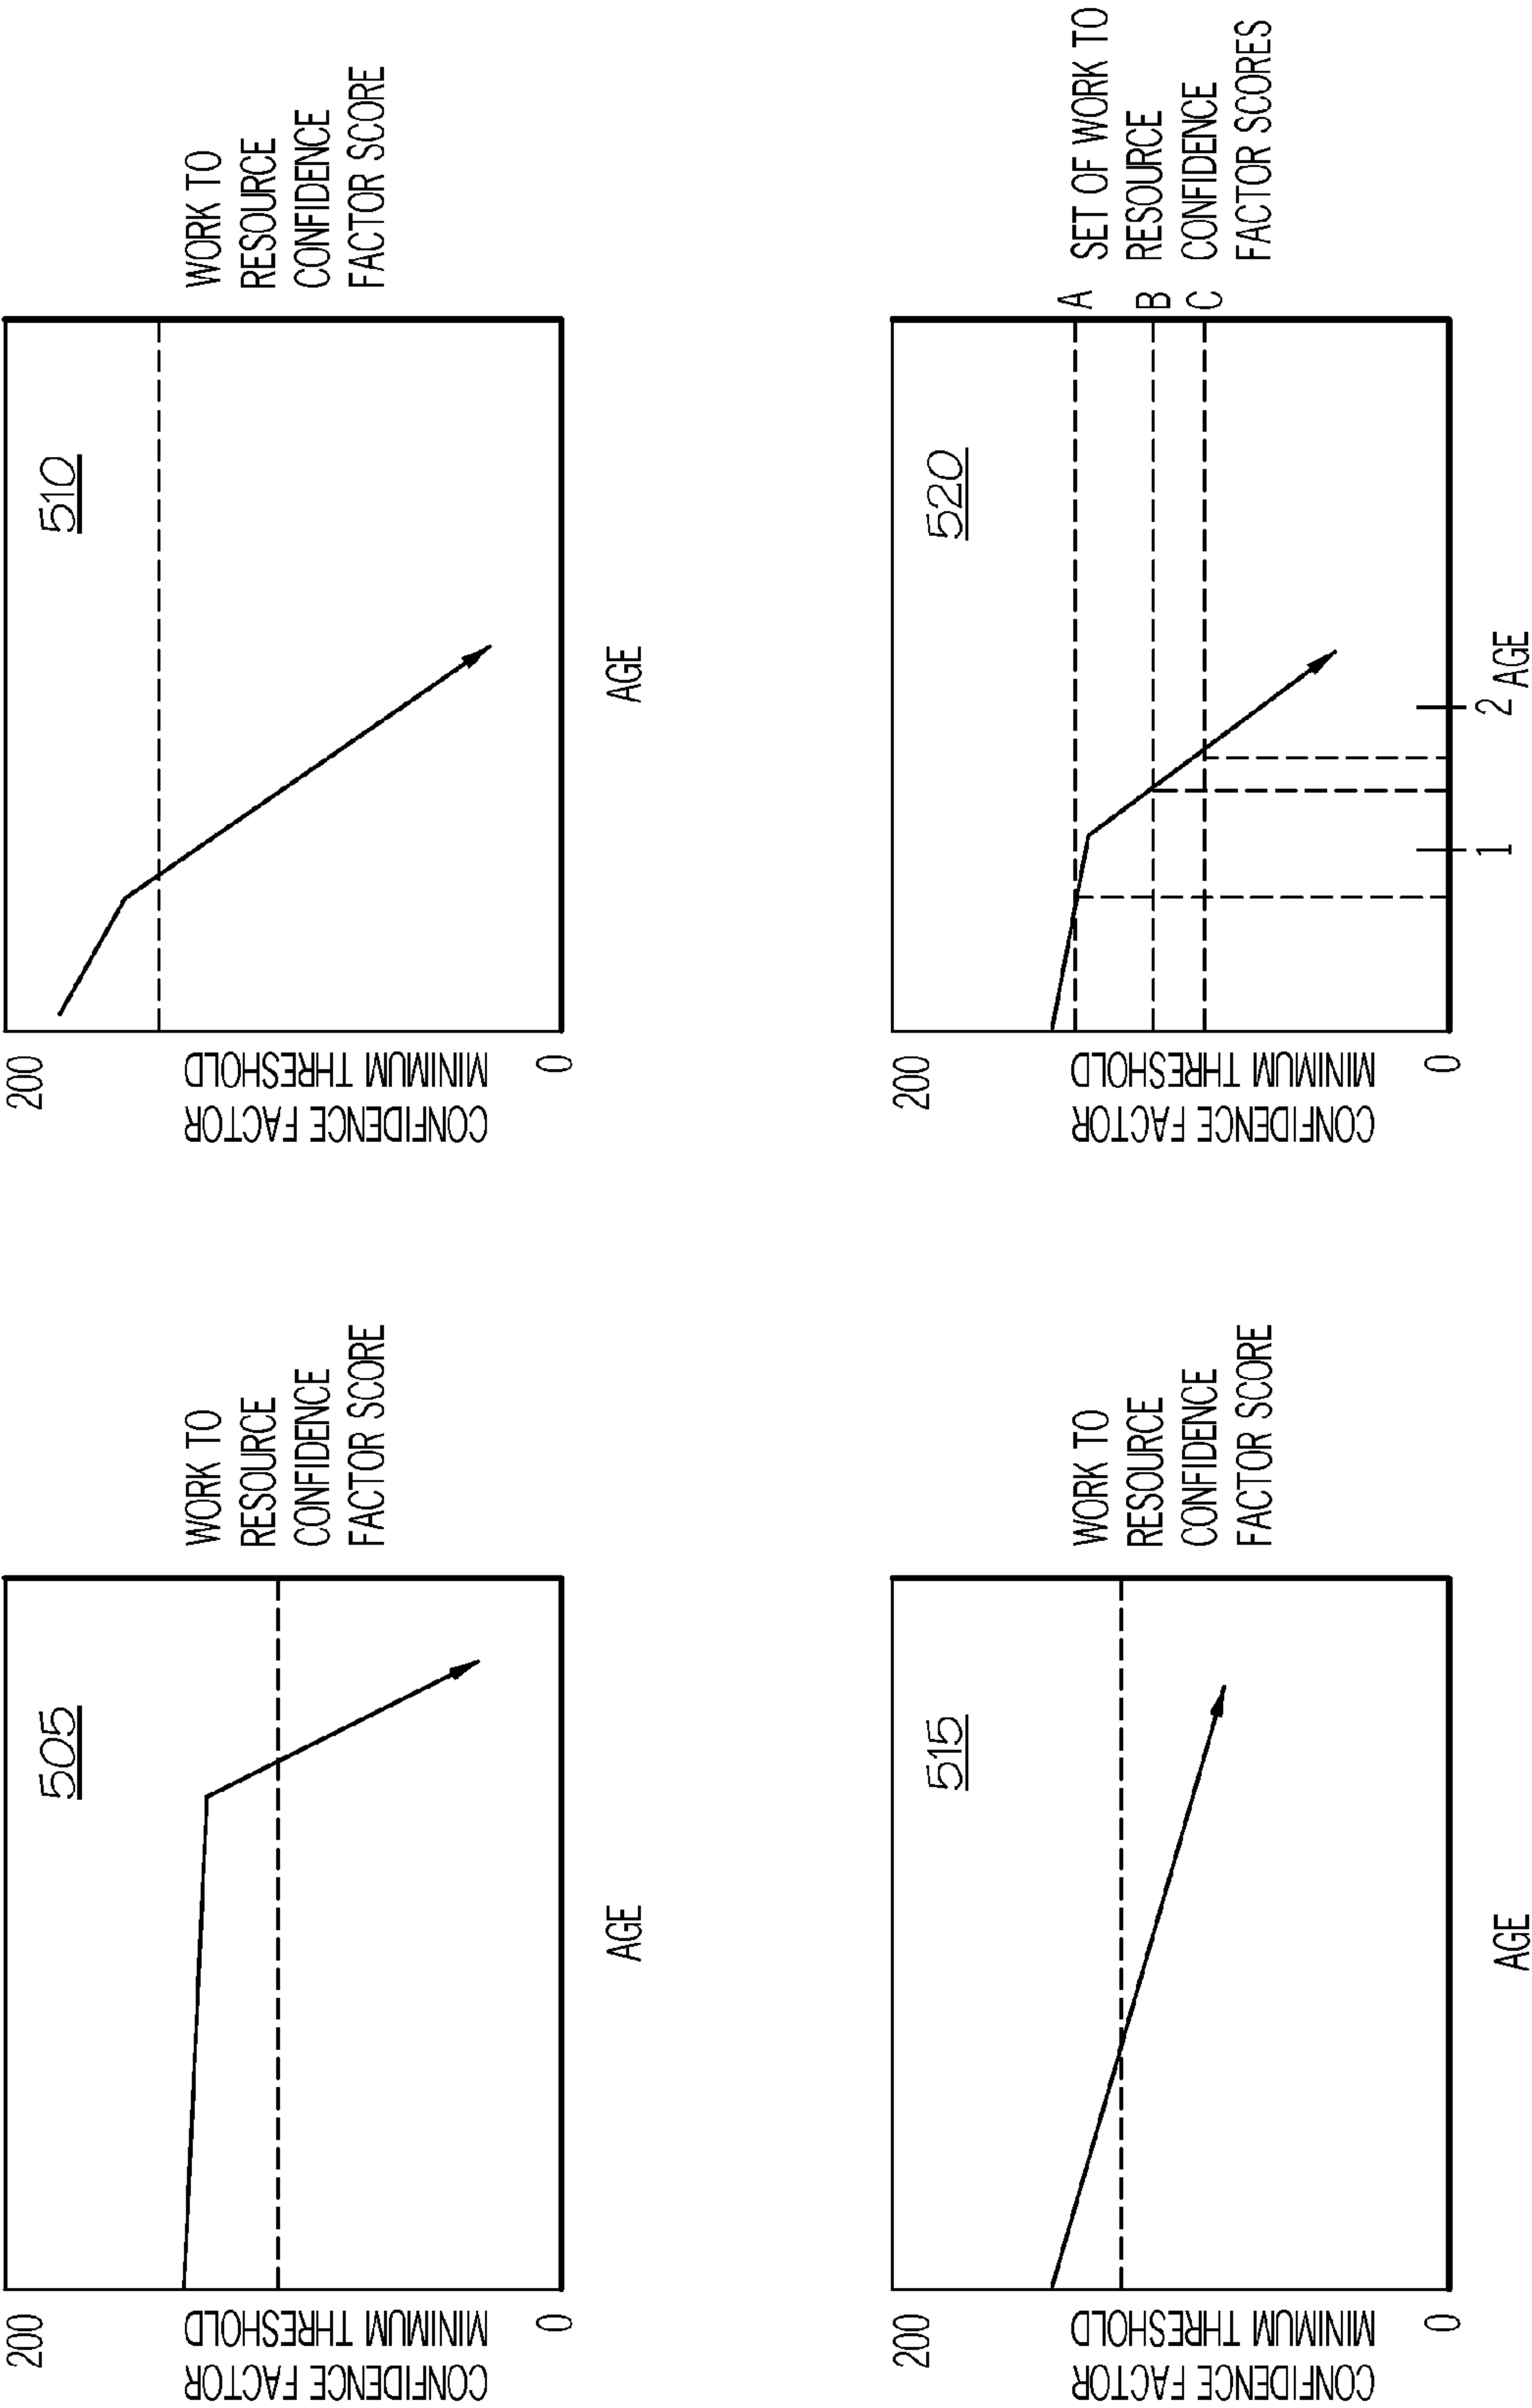 505
200
CONFIDENCE FACTOR
MINIMUM THRESHOLD
0
WORK TO
RESOURCE
CONFIDENCE
FACTOR SCORE
AGE
510
200
CONFIDENCE FACTOR
MINIMUM THRESHOLD
0
WORK TO
RESOURCE
CONFIDENCE
FACTOR SCORE
AGE
515
200
CONFIDENCE FACTOR
MINIMUM THRESHOLD
0
WORK TO
RESOURCE
CONFIDENCE
FACTOR SCORE
AGE
520
200
CONFIDENCE FACTOR
MINIMUM THRESHOLD
0
A SET OF WORK TO
RESOURCE
B
CONFIDENCE
C
FACTOR SCORES
1 2
AGE